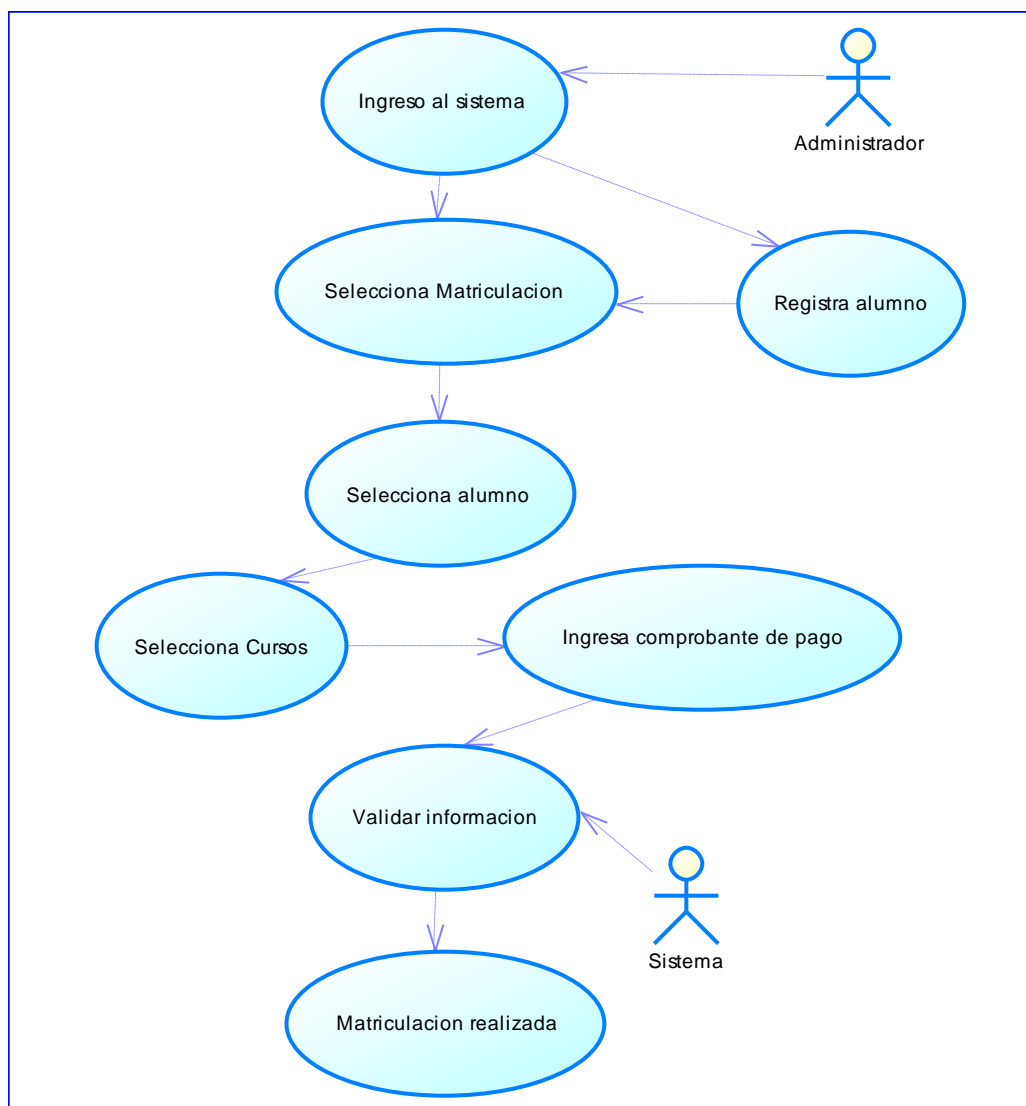 Ingreso al sistema
Administrador
Selecciona Matriculacion
Registra alumno
Selecciona alumno
Selecciona Cursos
Ingresa comprobante de pago
Validar informacion
Sistema
Matriculacion realizada